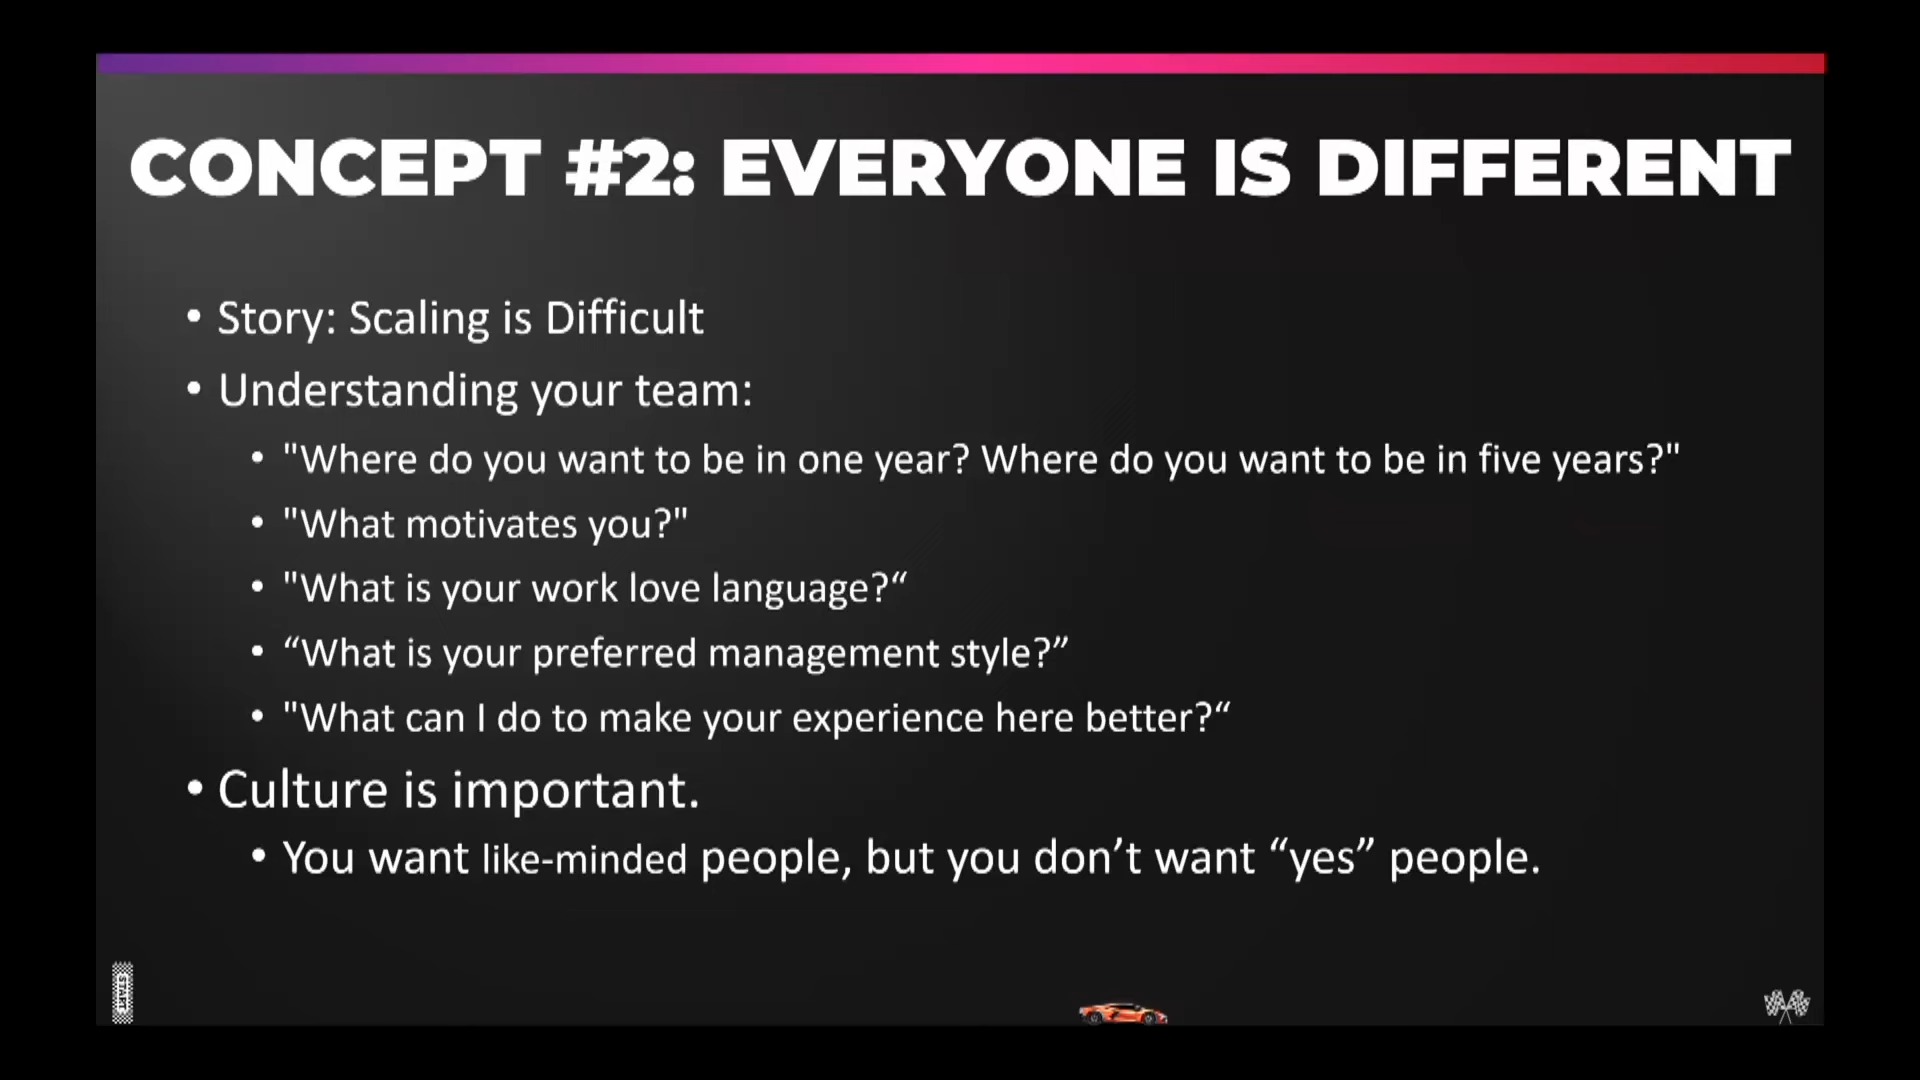 CONCEPT #2: EVERYONE IS DIFFERENT
• Story: Scaling is Difficult
• Understanding your team:
• "Where do you want to be in one year? Where do you want to be in five years?"
• "What motivates you?"
• "What is your work love language?“
• “What is your preferred management style?”
• "What can I do to make your experience here better?“
• Culture is important.
• You want like-minded people, but you don’t want “yes” people.
START